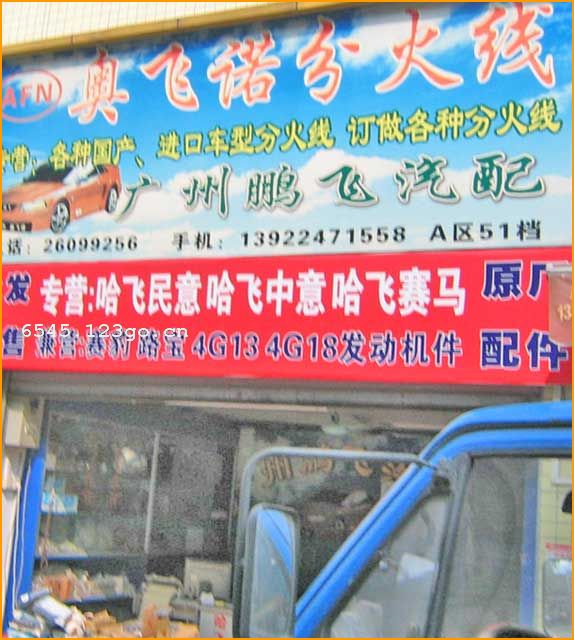 AFN 奥飞诺分火线
专营：各种国产、进口车型分火线 订做各种分火线
广州鹏飞汽配
话：26099256 手机：13922471558 A区51档
发 专营:哈飞民意哈飞中意哈飞赛马 原厂
售 兼营:赛豹 路宝 4G13 4G18发动机件 配件
6545.123go.cn
州鹏飞